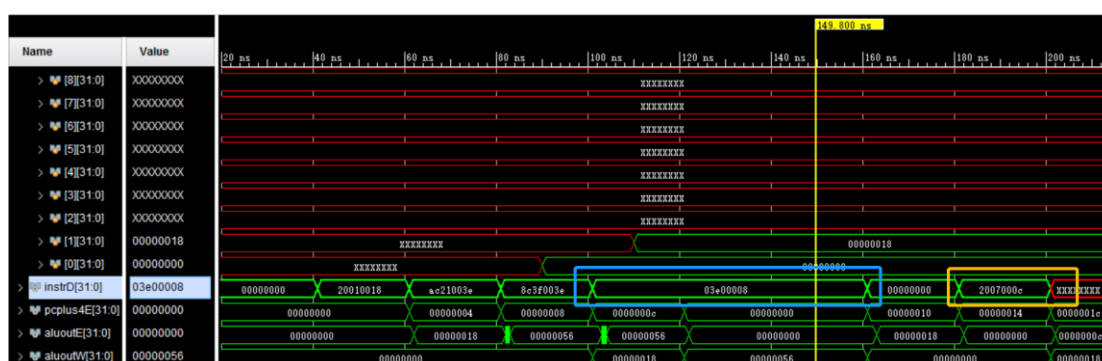 149.800 ns
Name Value
20 ns 40 ns 60 ns 80 ns 100 ns 120 ns 140 ns 160 ns 180 ns 200 ns
> [8][31:0] XXXXXXXX XXXXXXXX
> [7][31:0] XXXXXXXX XXXXXXXX
> [6][31:0] XXXXXXXX XXXXXXXX
> [5][31:0] XXXXXXXX XXXXXXXX
> [4][31:0] XXXXXXXX XXXXXXXX
> [3][31:0] XXXXXXXX XXXXXXXX
> [2][31:0] XXXXXXXX XXXXXXXX
> [1][31:0] 00000018 XXXXXXXX 00000018
> [0][31:0] 00000000 XXXXXXXX 00000000
> instrD[31:0] 03e00008 00000000 20010018 ac21003e 8c3f003e 03e00008 00000000 2007000c XXXXXXXX
> pcplus4E[31:0] 00000000 00000000 00000004 00000008 0000000c 00000000 00000010 00000014 0000001c
> aluoutE[31:0] 00000000 00000000 00000018 00000056 00000056 00000000 00000018 00000000 0000000c
> aluoutW[31:0] 00000056 00000000 00000018 00000056 00000000